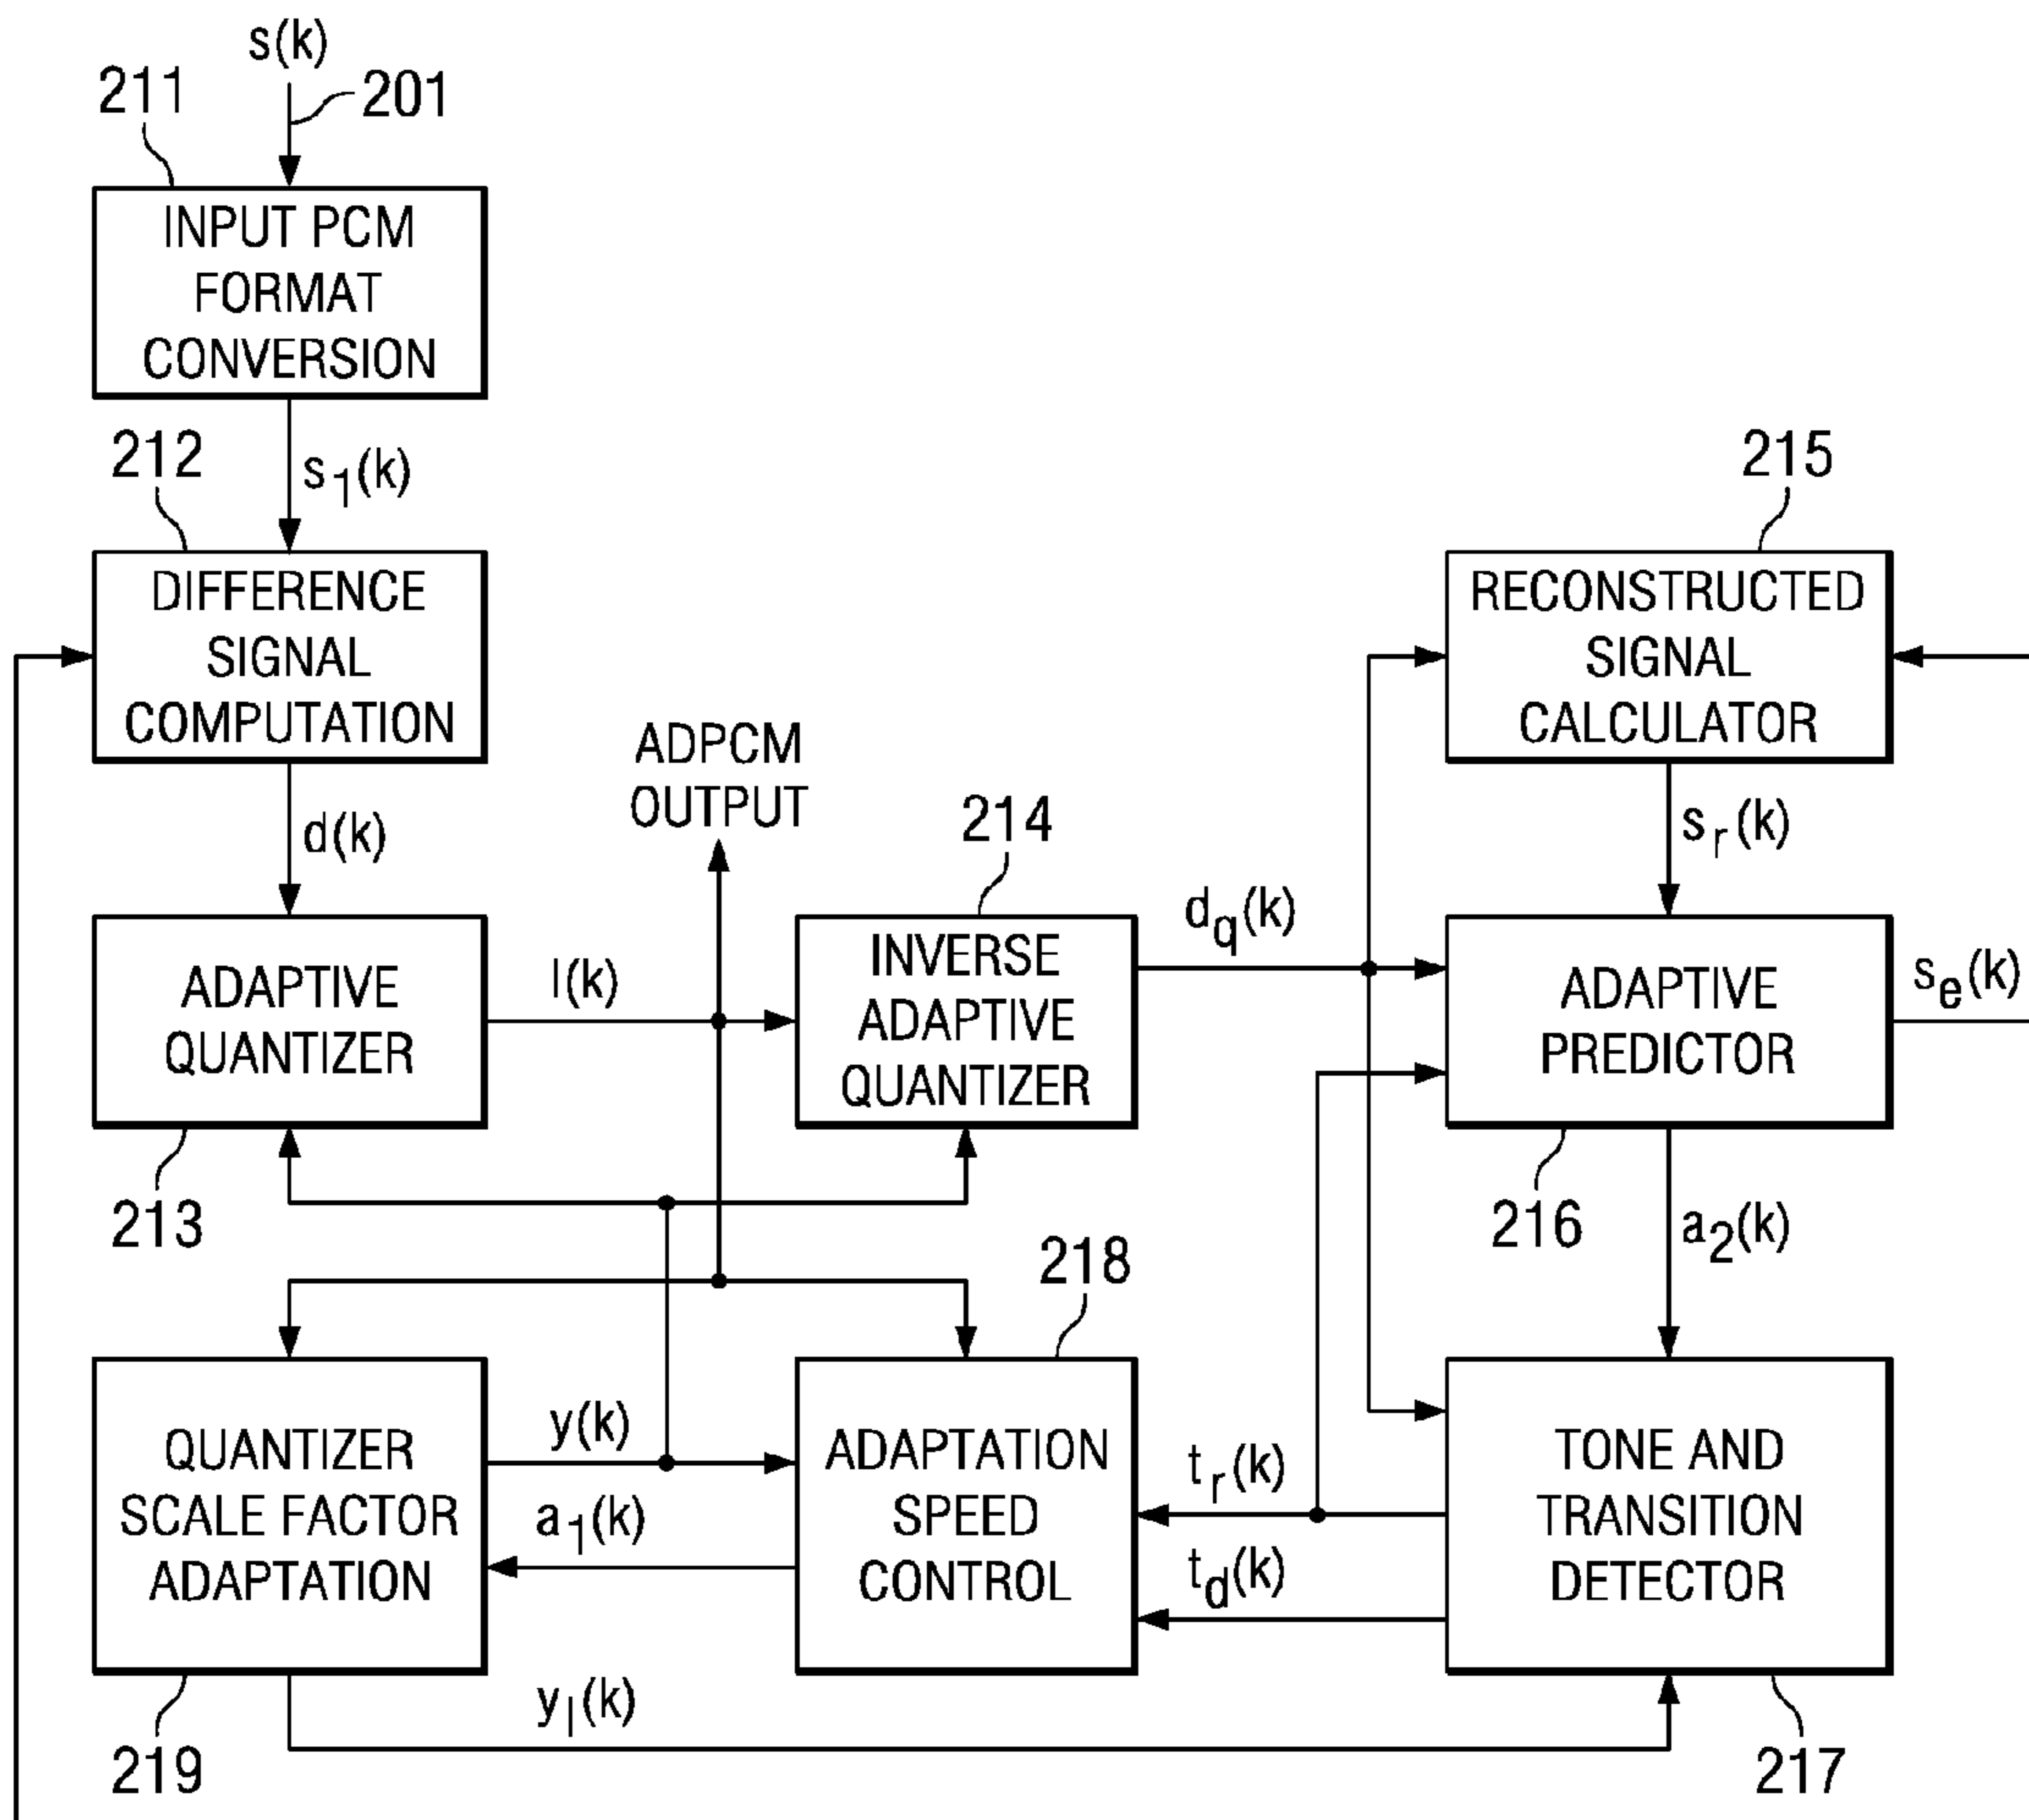 s(k)
211
201
INPUT PCM
FORMAT
CONVERSION
212
s1(k)
215
DIFFERENCE
SIGNAL
COMPUTATION
RECONSTRUCTED
SIGNAL
CALCULATOR
ADPCM
OUTPUT
d(k)
214
sr(k)
dq(k)
ADAPTIVE
QUANTIZER
I(k)
INVERSE
ADAPTIVE
QUANTIZER
ADAPTIVE
PREDICTOR
se(k)
213
216
a2(k)
218
QUANTIZER
SCALE FACTOR
ADAPTATION
y(k)
a1(k)
ADAPTATION
SPEED
CONTROL
tr(k)
td(k)
TONE AND
TRANSITION
DETECTOR
219
yl(k)
217